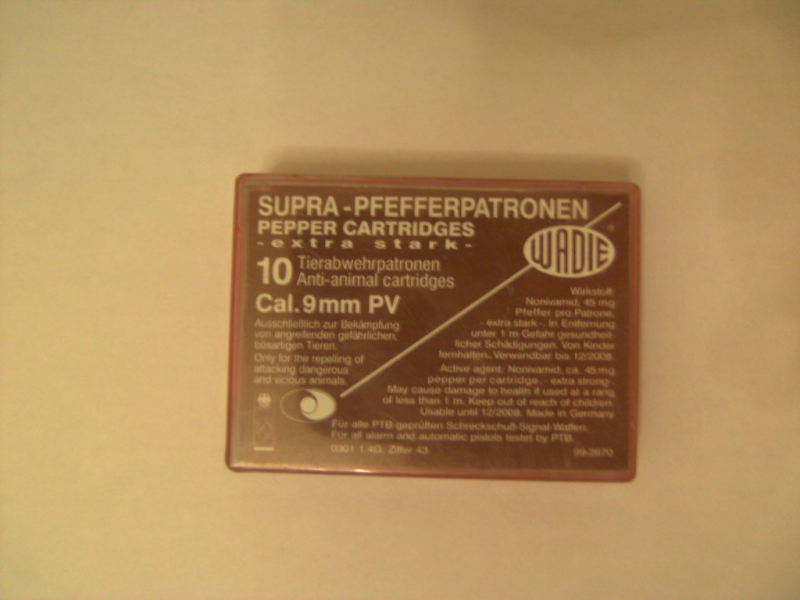 SUPRA-PFEFFERPATRONEN
PEPPER CARTRIDGES
-extra stark-
WADIE
®
10 Tierabwehrpatronen
Anti-animal cartridges
Cal. 9mm PV
Ausschließlich zur Bekämpfung
von angreifenden gefährlichen,
bösartigen Tieren.
Only for the repelling of
attacking dangerous
and vicious animals.
Wirkstoff:
Nonivamid, 45 mg
Pfeffer pro Patrone.
- extra stark -. In Entfernung
unter 1 m Gefahr gesundheit-
licher Schädigungen. Von Kinder
fernhalten. Verwendbar bis 12/2008.
Active agent: Nonivamid, ca. 45 mg
pepper per cartridge. - extra strong-
May cause damage to health if used at a rang
of less than 1 m. Keep out of reach of children.
Usable until 12/2008. Made in Germany
Für alle PTB geprüften Schreckschuß-Signal-Waffen.
For all alarm and automatic pistols testet by PTB.
0301 1.4G, Ziffer 43
99-2670